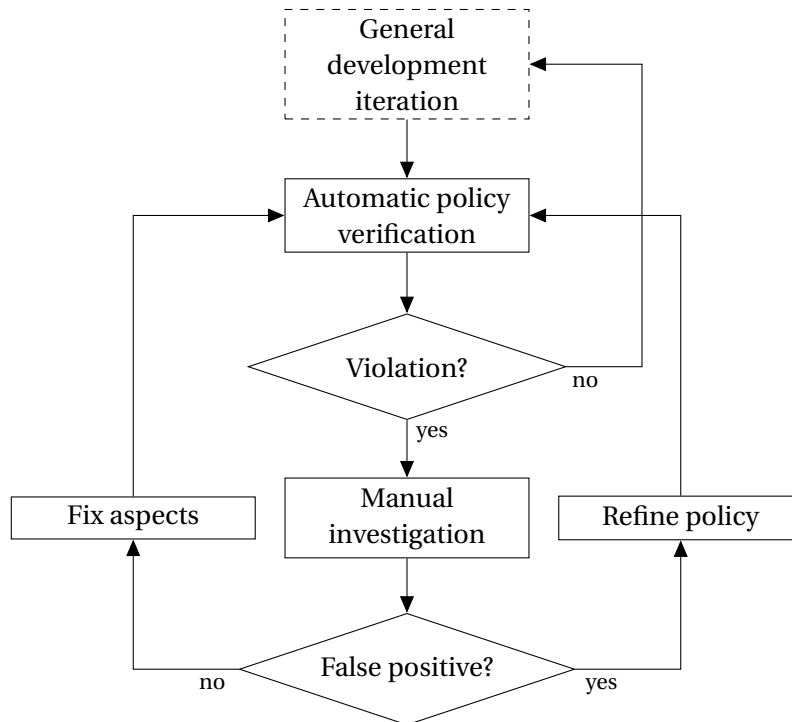 General
development
iteration
Automatic policy
verification
Violation?
no
yes
Fix aspects
Manual
investigation
Refine policy
False positive?
no
yes